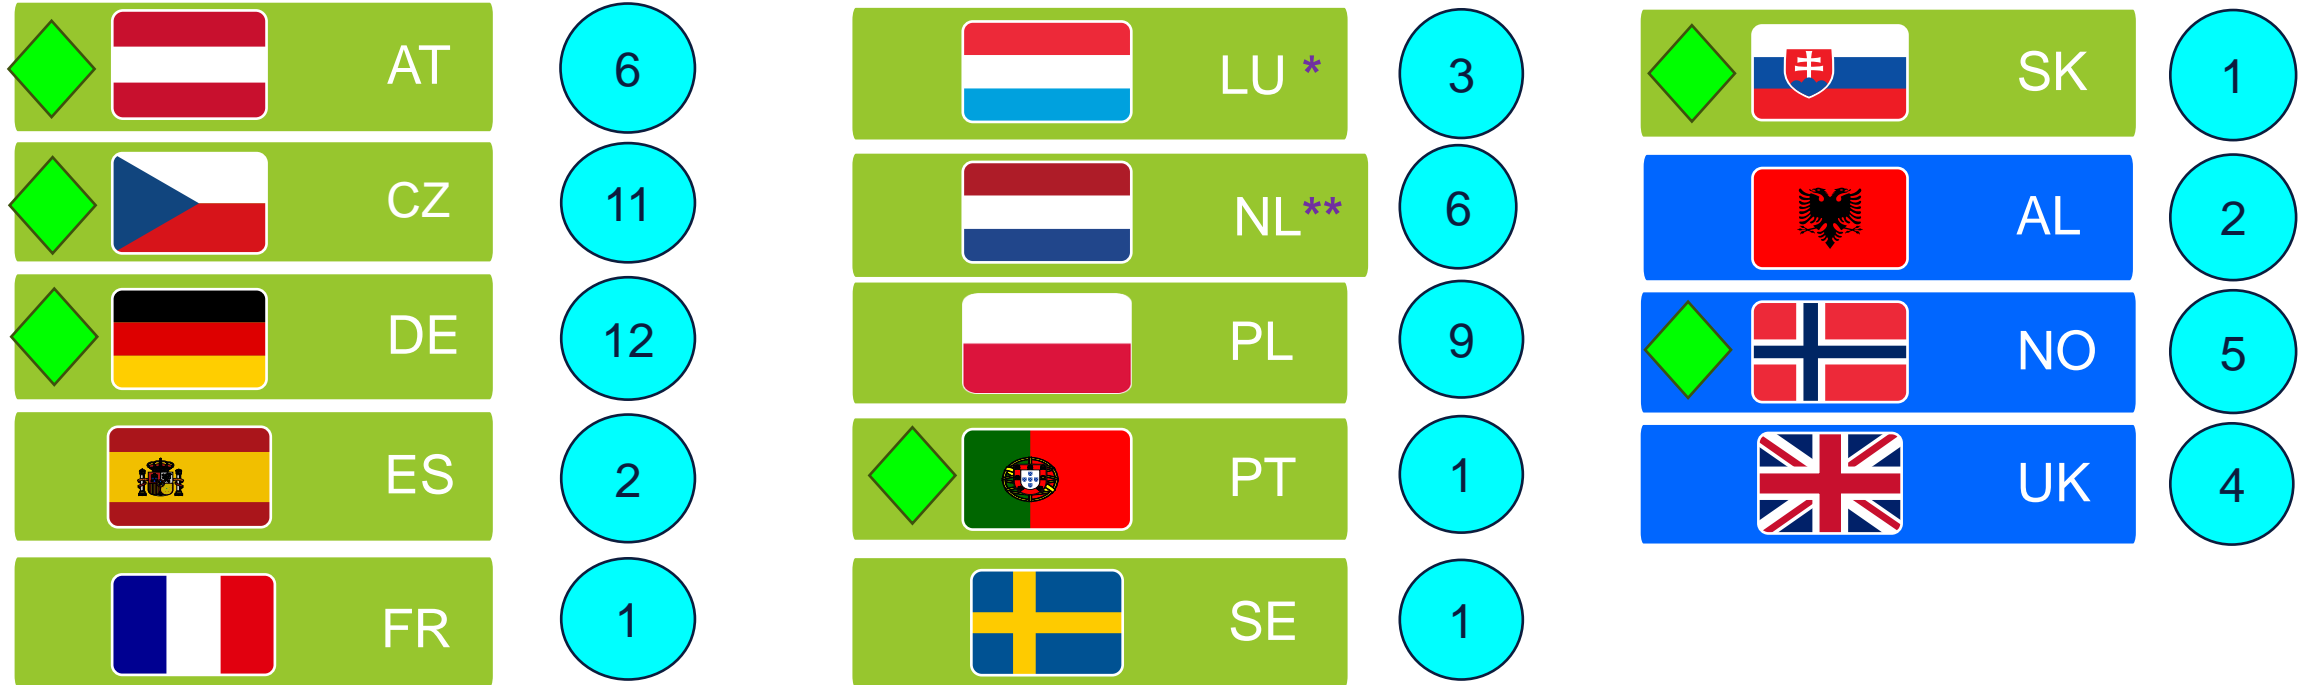 AT 6
CZ 11
DE 12
ES 2
FR 1
LU * 3
NL** 6
PL 9
PT 1
SE 1
SK 1
AL 2
NO 5
UK 4